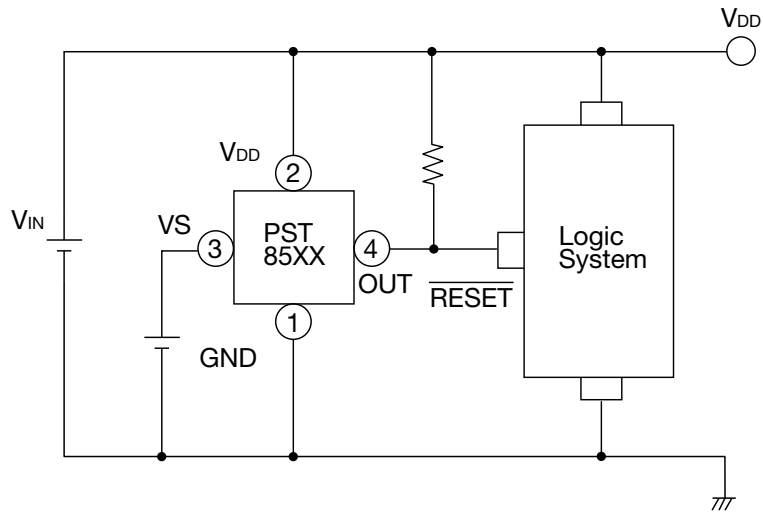 VDD
VDD
2
VIN
VS
3
PST
85XX
4
OUT
RESET
Logic
System
1
GND